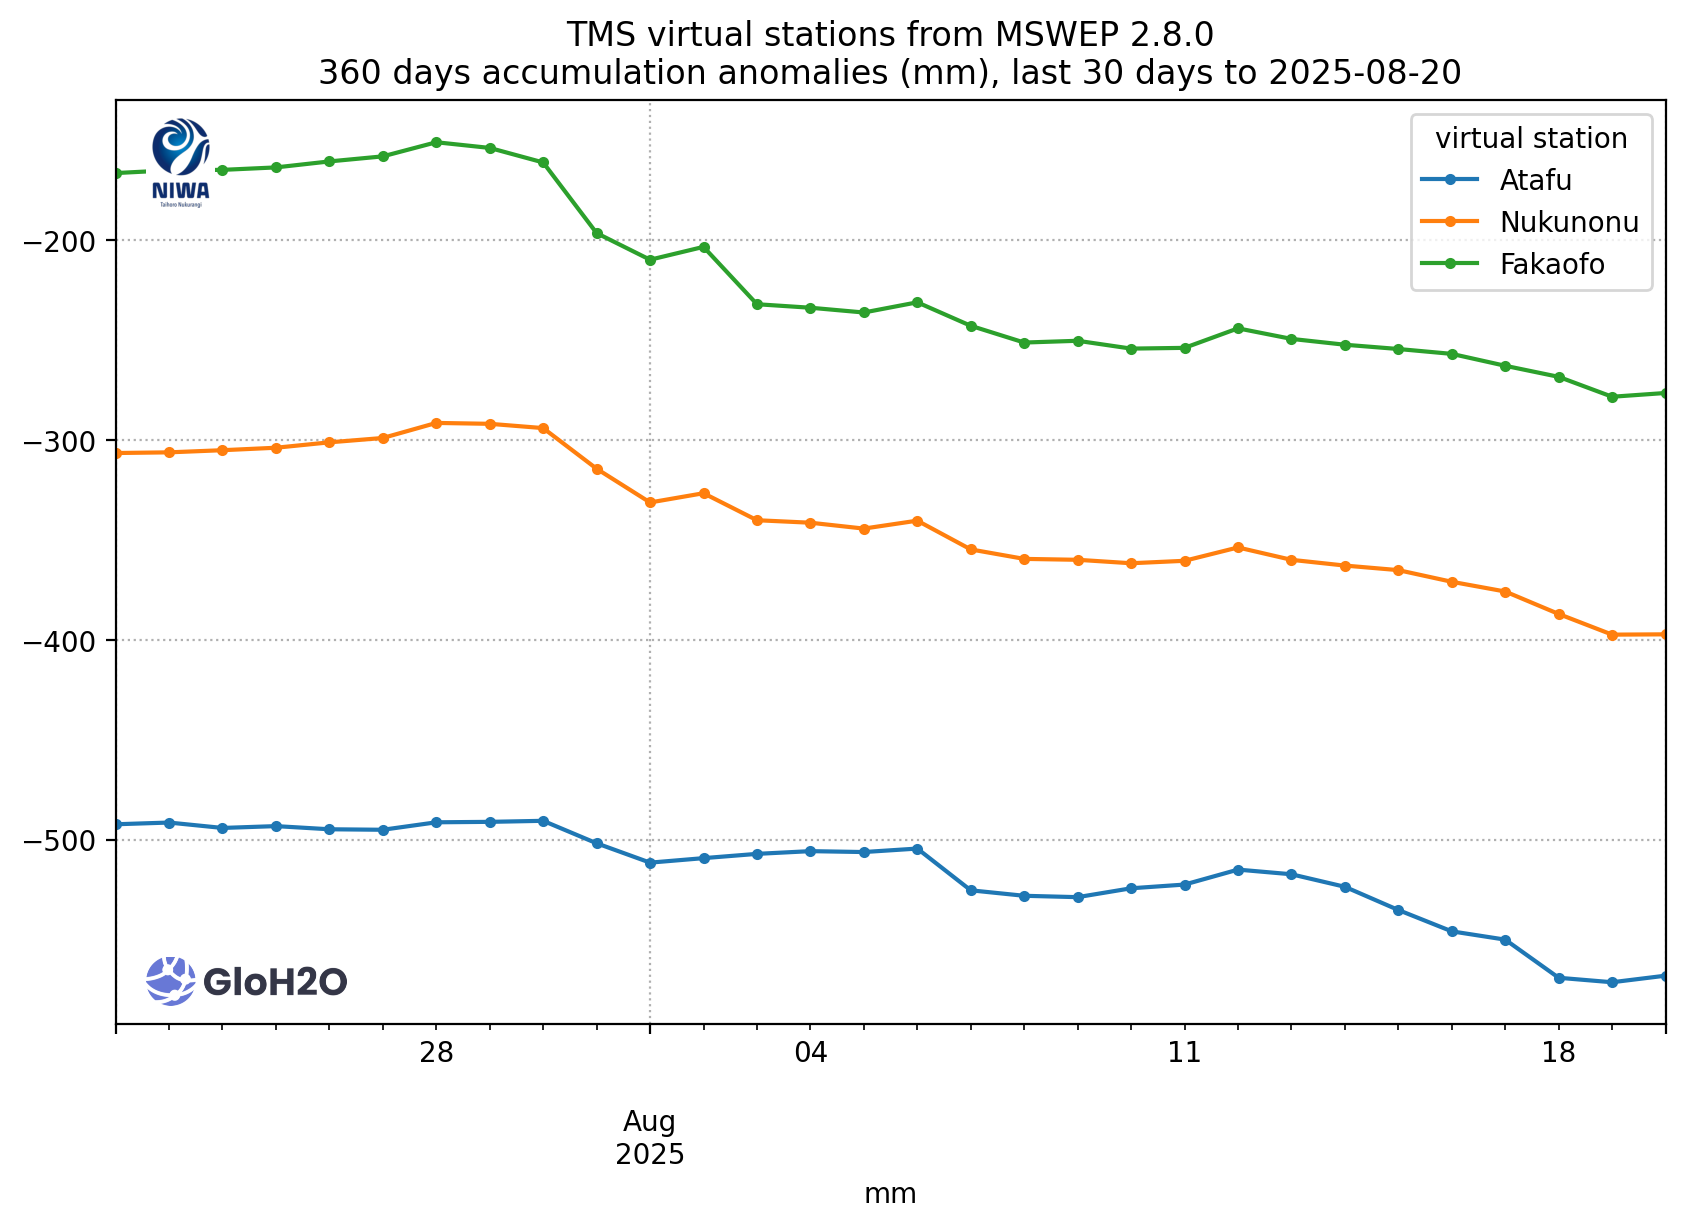 TMS virtual stations from MSWEP 2.8.0
360 days accumulation anomalies (mm), last 30 days to 2025-08-20
NIWA
Taihoro Nukurangi
virtual station
Atafu
Nukunonu
Fakaofo
−200
−300
−400
−500
GloH2O
28
04
11
18
Aug
2025
mm